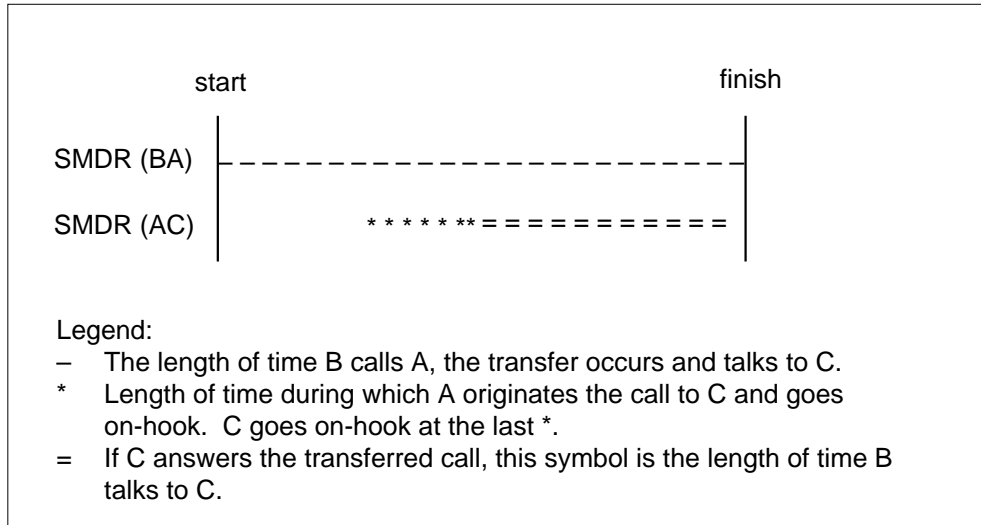 start finish
SMDR (BA) – – – – – – – – – – – – – – – – – – – – – – – –
SMDR (AC) * * * * * ** = = = = = = = = = = =
Legend:
– The length of time B calls A, the transfer occurs and talks to C.
* Length of time during which A originates the call to C and goes
on-hook. C goes on-hook at the last *.
= If C answers the transferred call, this symbol is the length of time B
talks to C.